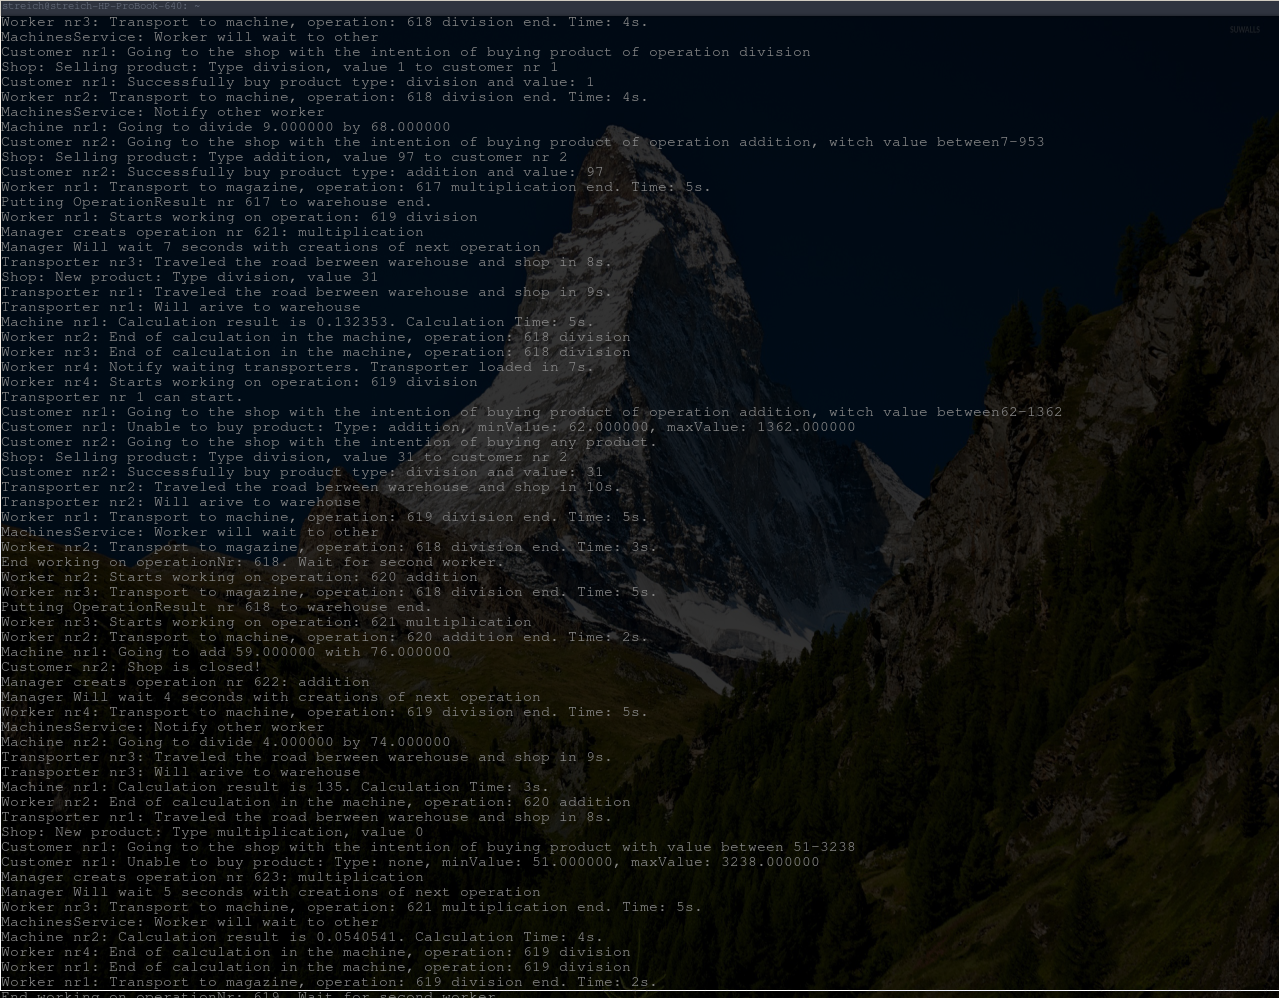 streich@streich-HP-ProBook-640: ~
Worker nr3: Transport to machine, operation: 618 division end. Time: 4s.
MachinesService: Worker will wait to other
Customer nr1: Going to the shop with the intention of buying product of operation division
Shop: Selling product: Type division, value 1 to customer nr 1
Customer nr1: Successfully buy product type: division and value: 1
Worker nr2: Transport to machine, operation: 618 division end. Time: 4s.
MachinesService: Notify other worker
Machine nr1: Going to divide 9.000000 by 68.000000
Customer nr2: Going to the shop with the intention of buying product of operation addition, witch value between7-953
Shop: Selling product: Type addition, value 97 to customer nr 2
Customer nr2: Successfully buy product type: addition and value: 97
Worker nr1: Transport to magazine, operation: 617 multiplication end. Time: 5s.
Putting OperationResult nr 617 to warehouse end.
Worker nr1: Starts working on operation: 619 division
Manager creats operation nr 621: multiplication
Manager Will wait 7 seconds with creations of next operation
Transporter nr3: Traveled the road berween warehouse and shop in 8s.
Shop: New product: Type division, value 31
Transporter nr1: Traveled the road berween warehouse and shop in 9s.
Transporter nr1: Will arive to warehouse
Machine nr1: Calculation result is 0.132353. Calculation Time: 5s.
Worker nr2: End of calculation in the machine, operation: 618 division
Worker nr3: End of calculation in the machine, operation: 618 division
Worker nr4: Notify waiting transporters. Transporter loaded in 7s.
Worker nr4: Starts working on operation: 619 division
Transporter nr 1 can start.
Customer nr1: Going to the shop with the intention of buying product of operation addition, witch value between62-1362
Customer nr1: Unable to buy product: Type: addition, minValue: 62.000000, maxValue: 1362.000000
Customer nr2: Going to the shop with the intention of buying any product.
Shop: Selling product: Type division, value 31 to customer nr 2
Customer nr2: Successfully buy product type: division and value: 31
Transporter nr2: Traveled the road berween warehouse and shop in 10s.
Transporter nr2: Will arive to warehouse
Worker nr1: Transport to machine, operation: 619 division end. Time: 5s.
MachinesService: Worker will wait to other
Worker nr2: Transport to magazine, operation: 618 division end. Time: 3s.
End working on operationNr: 618. Wait for second worker.
Worker nr2: Starts working on operation: 620 addition
Worker nr3: Transport to magazine, operation: 618 division end. Time: 5s.
Putting OperationResult nr 618 to warehouse end.
Worker nr3: Starts working on operation: 621 multiplication
Worker nr2: Transport to machine, operation: 620 addition end. Time: 2s.
Machine nr1: Going to add 59.000000 with 76.000000
Customer nr2: Shop is closed!
Manager creats operation nr 622: addition
Manager Will wait 4 seconds with creations of next operation
Worker nr4: Transport to machine, operation: 619 division end. Time: 5s.
MachinesService: Notify other worker
Machine nr2: Going to divide 4.000000 by 74.000000
Transporter nr3: Traveled the road berween warehouse and shop in 9s.
Transporter nr3: Will arive to warehouse
Machine nr1: Calculation result is 135. Calculation Time: 3s.
Worker nr2: End of calculation in the machine, operation: 620 addition
Transporter nr1: Traveled the road berween warehouse and shop in 8s.
Shop: New product: Type multiplication, value 0
Customer nr1: Going to the shop with the intention of buying product with value between 51-3238
Customer nr1: Unable to buy product: Type: none, minValue: 51.000000, maxValue: 3238.000000
Manager creats operation nr 623: multiplication
Manager Will wait 5 seconds with creations of next operation
Worker nr3: Transport to machine, operation: 621 multiplication end. Time: 5s.
MachinesService: Worker will wait to other
Machine nr2: Calculation result is 0.0540541. Calculation Time: 4s.
Worker nr4: End of calculation in the machine, operation: 619 division
Worker nr1: End of calculation in the machine, operation: 619 division
Worker nr1: Transport to magazine, operation: 619 division end. Time: 2s.
End working on operationNr: 619. Wait for second worker.